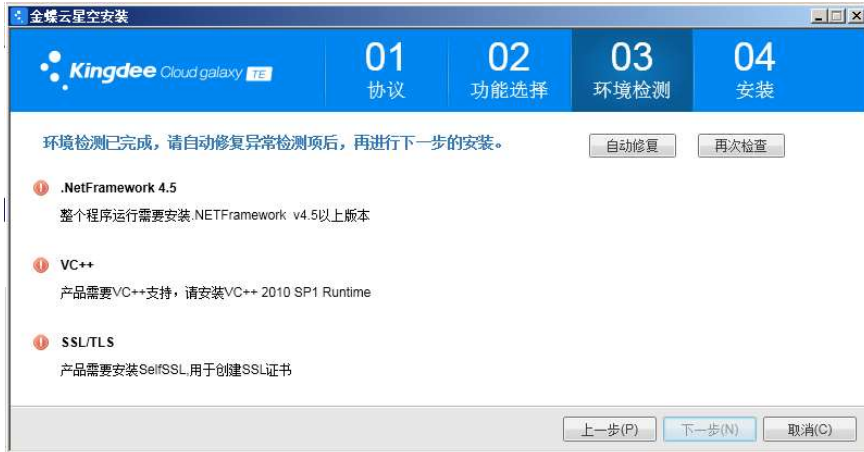 金蝶云星空安装
Kingdee Cloud galaxy TE
01
协议
02
功能选择
03
环境检测
04
安装
环境检测已完成，请自动修复异常检测项后，再进行下一步的安装。
自动修复
再次检查
.NetFramework 4.5
整个程序运行需要安装.NETFramework v4.5以上版本
VC++
产品需要VC++支持，请安装VC++ 2010 SP1 Runtime
SSL/TLS
产品需要安装SelfSSL,用于创建SSL证书
上一步(P)
下一步(N)
取消(C)